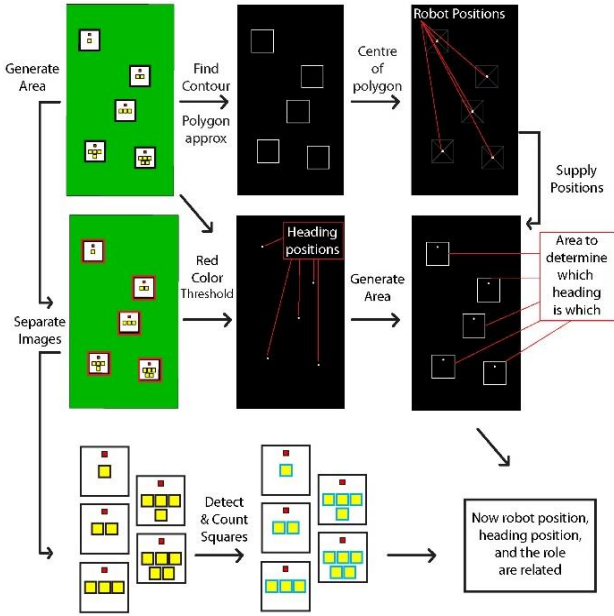 Generate
Area
Find
Contour
Polygon
approx
Centre
of
polygon
Robot Positions
Supply
Positions
Separate
Images
Red
Color
Threshold
Heading
positions
Generate
Area
Area to
determine
which
heading
is which
Detect
& Count
Squares
Now robot position,
heading position,
and the role
are related